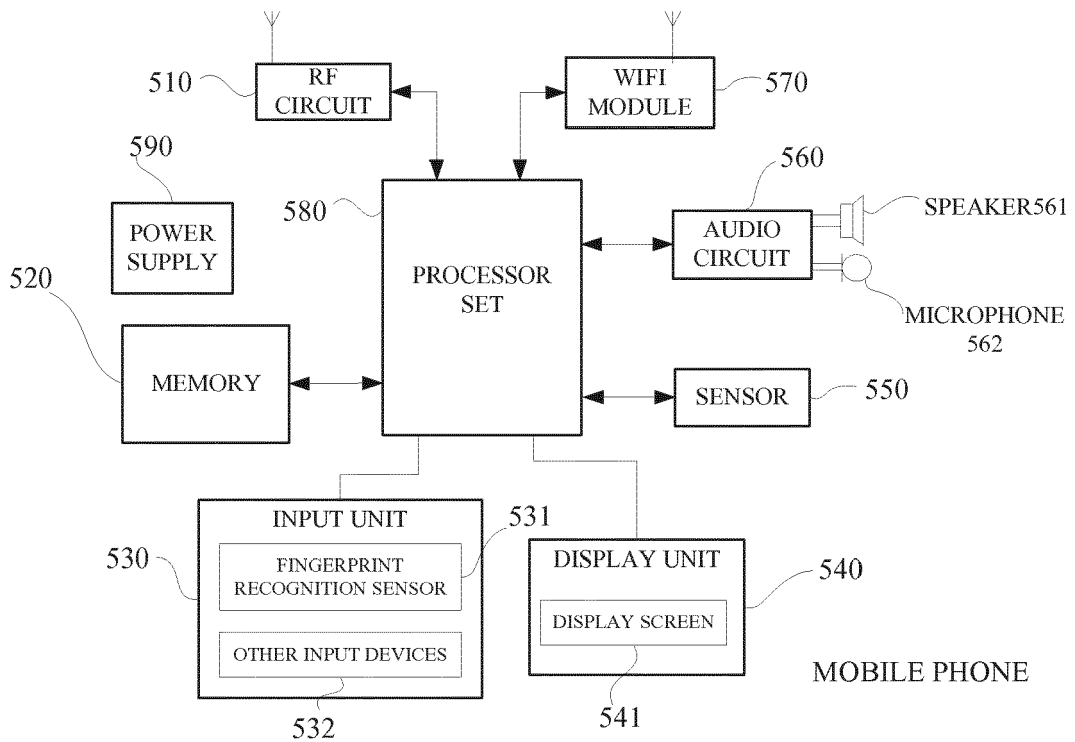 510
RF
CIRCUIT
WIFI
MODULE
570
590
POWER
SUPPLY
580
PROCESSOR
SET
560
AUDIO
CIRCUIT
SPEAKER561
MICROPHONE
562
520
MEMORY
SENSOR
550
530
INPUT UNIT
531
FINGERPRINT
RECOGNITION SENSOR
OTHER INPUT DEVICES
532
DISPLAY UNIT
540
DISPLAY SCREEN
541
MOBILE PHONE